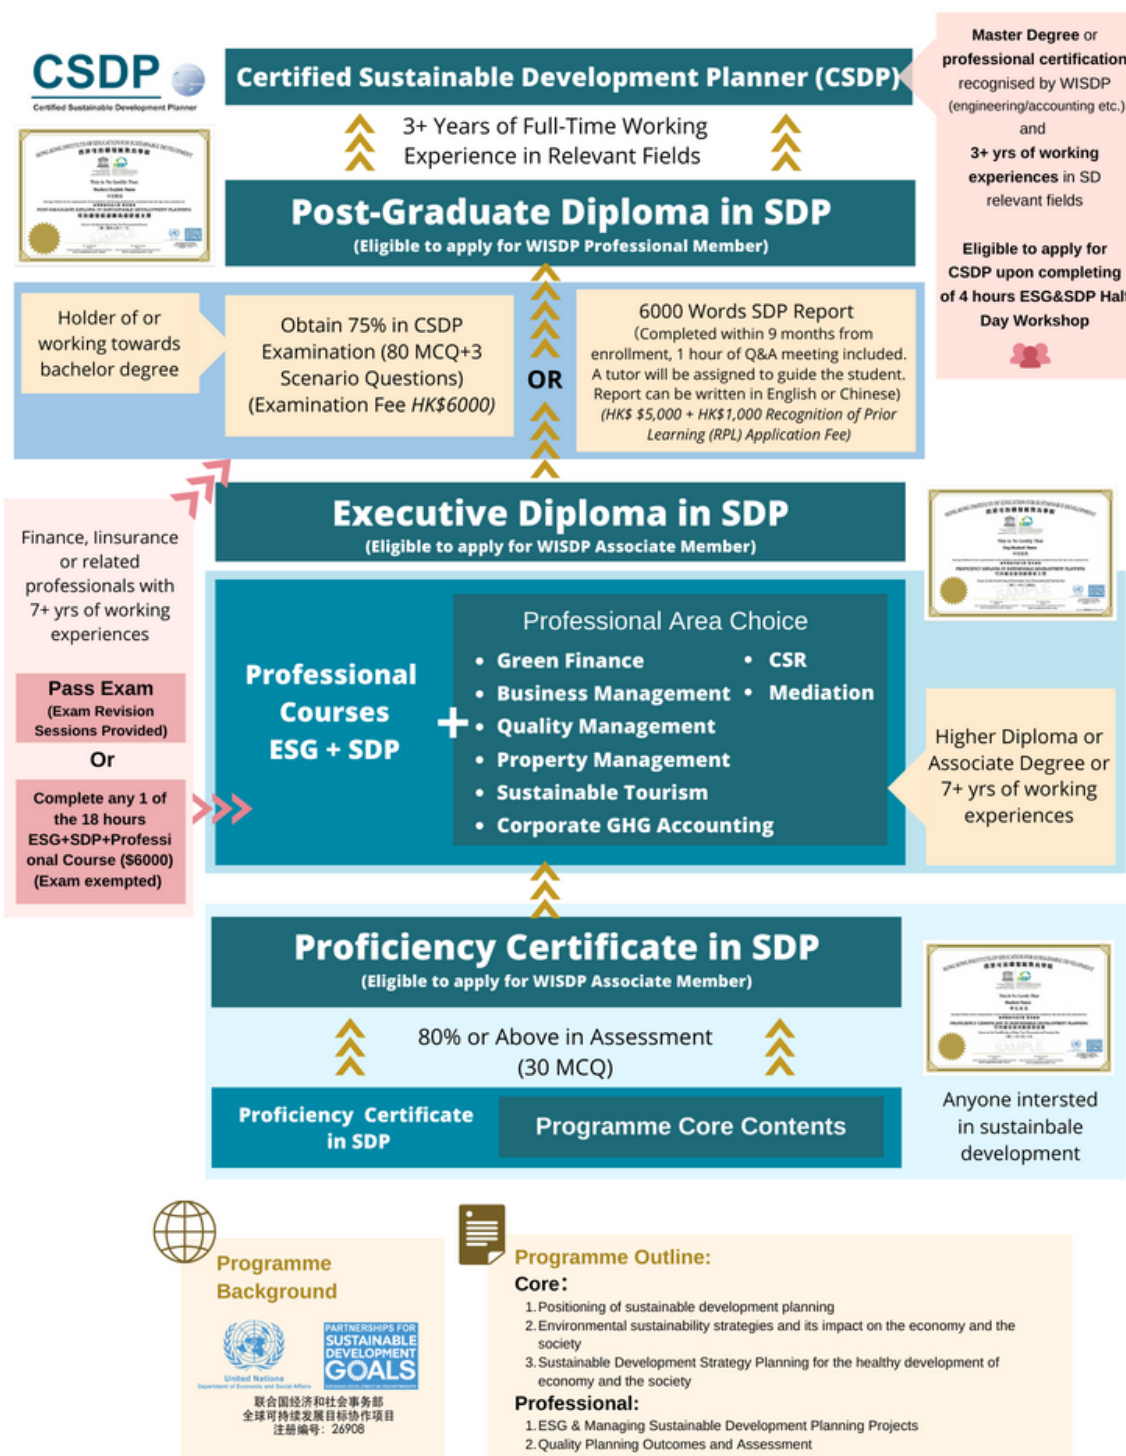 CSDP
Certified Sustainable Development Planner
Certified Sustainable Development Planner (CSDP)
3+ Years of Full-Time Working
Experience in Relevant Fields
Master Degree or
professional certification
recognised by WISDP
(engineering/accounting etc.)
and
3+ yrs of working
experiences in SD
relevant fields
Eligible to apply for
CSDP upon completing
of 4 hours ESG&SDP Half
Day Workshop
Post-Graduate Diploma in SDP
(Eligible to apply for WISDP Professional Member)
Holder of or
working towards
bachelor degree
Obtain 75% in CSDP
Examination (80 MCQ+3
Scenario Questions)
(Examination Fee HK$6000)
OR
6000 Words SDP Report
(Completed within 9 months from
enrollment, 1 hour of Q&A meeting included.
A tutor will be assigned to guide the student.
Report can be written in English or Chinese)
(HK$ $5,000 + HK$1,000 Recognition of Prior
Learning (RPL) Application Fee)
Executive Diploma in SDP
(Eligible to apply for WISDP Associate Member)
Finance, Iinsurance
or related
professionals with
7+ yrs of working
experiences
Pass Exam
(Exam Revision
Sessions Provided)
Or
Complete any 1 of
the 18 hours
ESG+SDP+Professi
onal Course ($6000)
(Exam exempted)
Professional
Courses
ESG + SDP
+
Professional Area Choice
• Green Finance
• Business Management
• Quality Management
• Property Management
• Sustainable Tourism
• Corporate GHG Accounting
• CSR
• Mediation
SAMPLE
Higher Diploma or
Associate Degree or
7+ yrs of working
experiences
Proficiency Certificate in SDP
(Eligible to apply for WISDP Associate Member)
80% or Above in Assessment
(30 MCQ)
Proficiency Certificate
in SDP
Programme Core Contents
SAMPLE
Anyone intersted
in sustainbale
development
Programme
Background
United Nations
Department of Economic and Social Affairs
PARTNERSHIPS FOR
SUSTAINABLE
DEVELOPMENT
GOALS
联合国经济和社会事务部
全球可持续发展目标协作项目
注册编号：26908
Programme Outline:
Core：
1. Positioning of sustainable development planning
2. Environmental sustainability strategies and its impact on the economy and the
society
3. Sustainable Development Strategy Planning for the healthy development of
economy and the society
Professional:
1. ESG & Managing Sustainable Development Planning Projects
2. Quality Planning Outcomes and Assessment